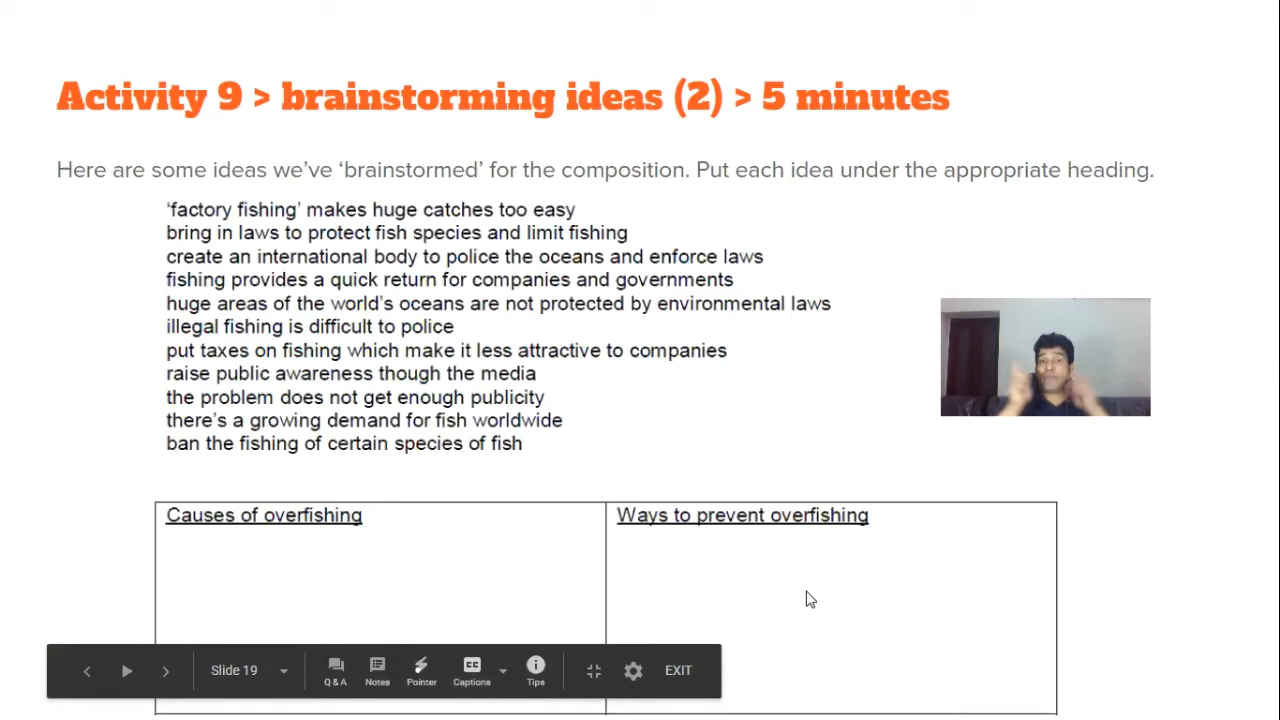 Activity 9 > brainstorming ideas (2) > 5 minutes
Here are some ideas we’ve ‘brainstormed’ for the composition. Put each idea under the appropriate heading.
‘factory fishing’ makes huge catches too easy
bring in laws to protect fish species and limit fishing
create an international body to police the oceans and enforce laws
fishing provides a quick return for companies and governments
huge areas of the world’s oceans are not protected by environmental laws
illegal fishing is difficult to police
put taxes on fishing which make it less attractive to companies
raise public awareness though the media
the problem does not get enough publicity
there’s a growing demand for fish worldwide
ban the fishing of certain species of fish
Causes of overfishing
Ways to prevent overfishing
Slide 19
Q & A
Notes
Pointer
CC
Captions
Tips
EXIT